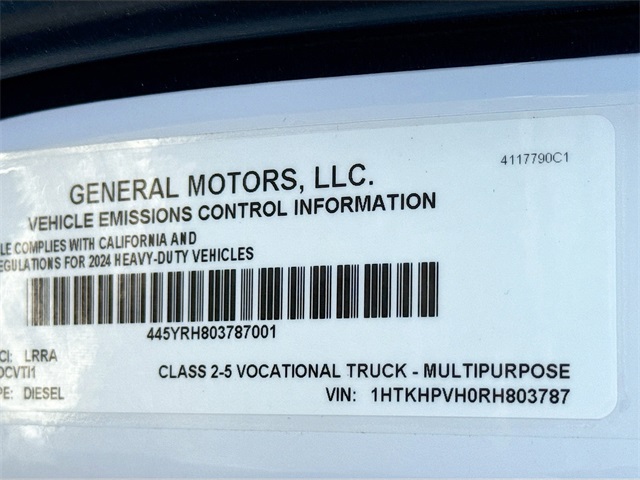 4117790C1
GENERAL MOTORS, LLC.
VEHICLE EMISSIONS CONTROL INFORMATION
LE COMPLIES WITH CALIFORNIA AND
EGULATIONS FOR 2024 HEAVY-DUTY VEHICLES
445YRH803787001
CI: LRRA
OCVTI1
PE: DIESEL
CLASS 2-5 VOCATIONAL TRUCK - MULTIPURPOSE
VIN: 1HTKHPVH0RH803787